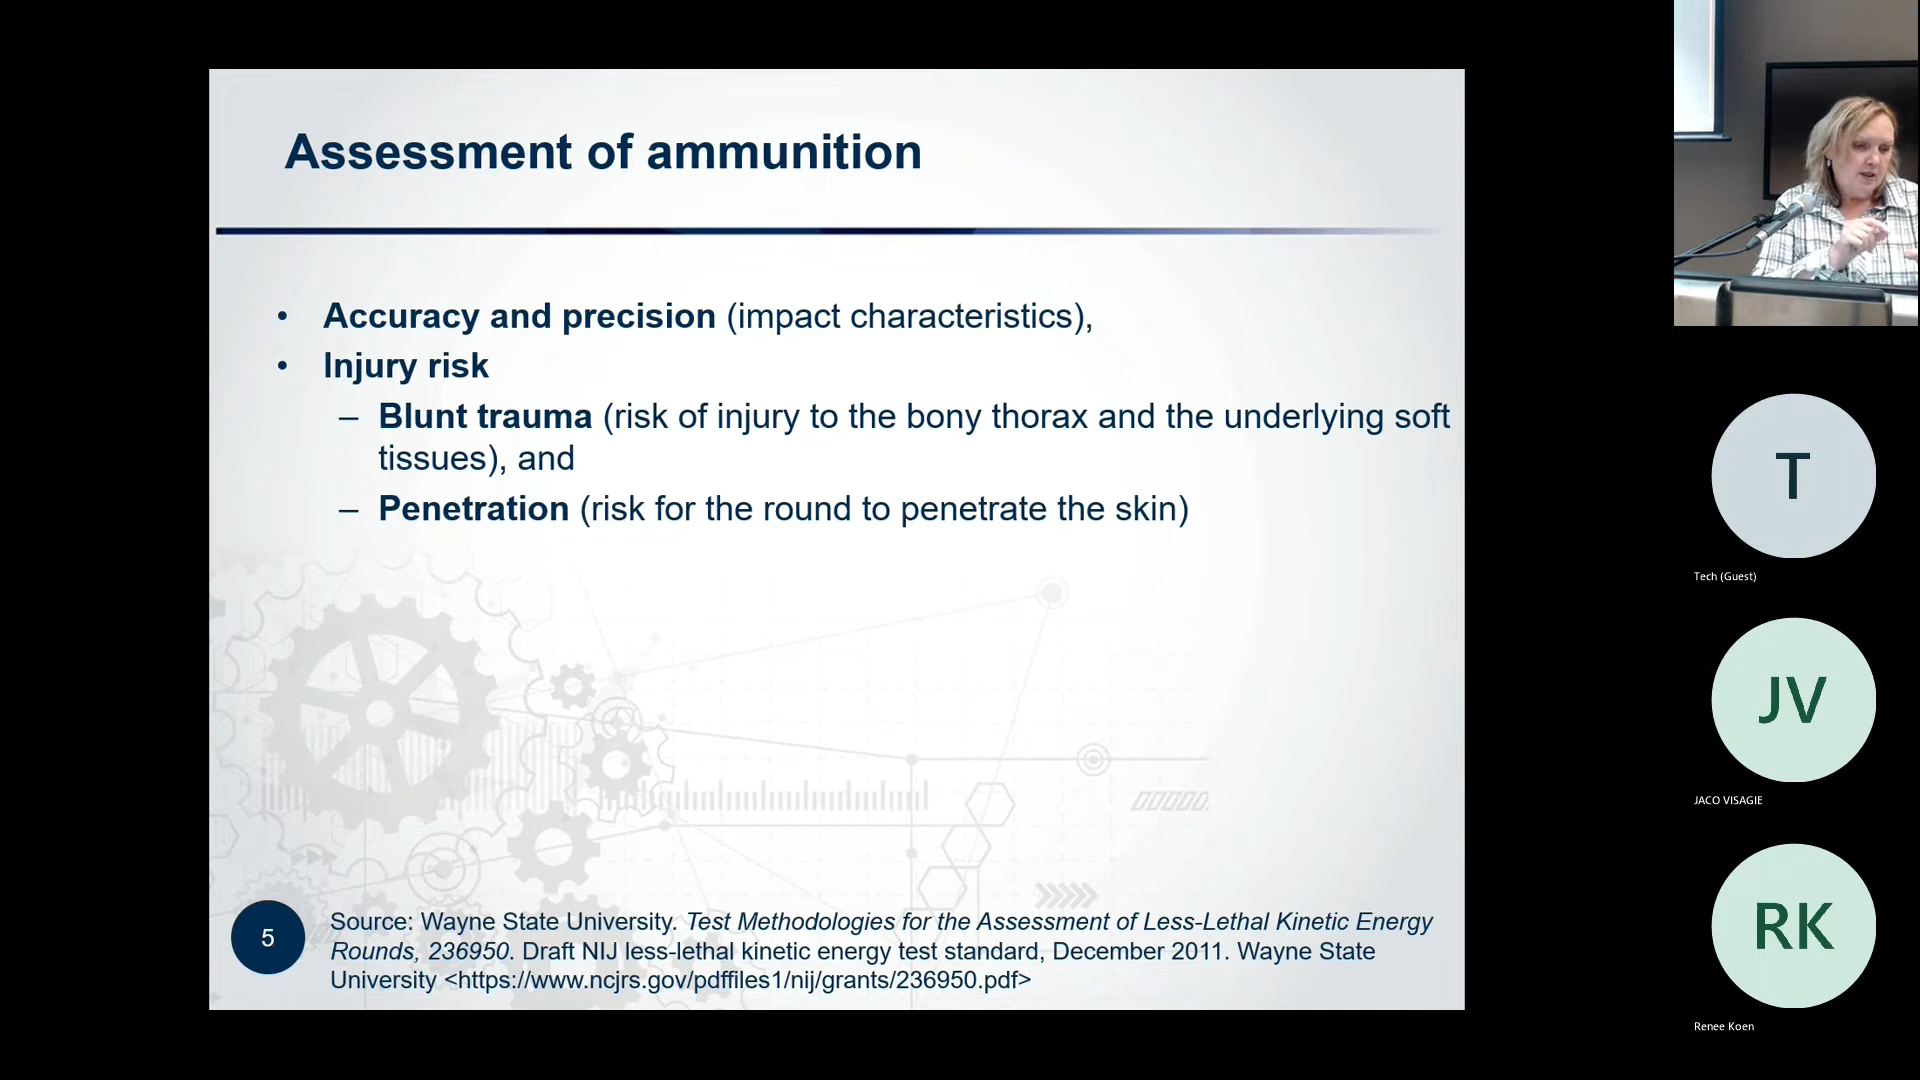 Assessment of ammunition
• Accuracy and precision (impact characteristics),
• Injury risk
– Blunt trauma (risk of injury to the bony thorax and the underlying soft
tissues), and
– Penetration (risk for the round to penetrate the skin)
5
Source: Wayne State University. Test Methodologies for the Assessment of Less-Lethal Kinetic Energy
Rounds, 236950. Draft NIJ less-lethal kinetic energy test standard, December 2011. Wayne State
University <https://www.ncjrs.gov/pdffiles1/nij/grants/236950.pdf>
T
Tech (Guest)
JV
JACO VISAGIE
RK
Renee Koen